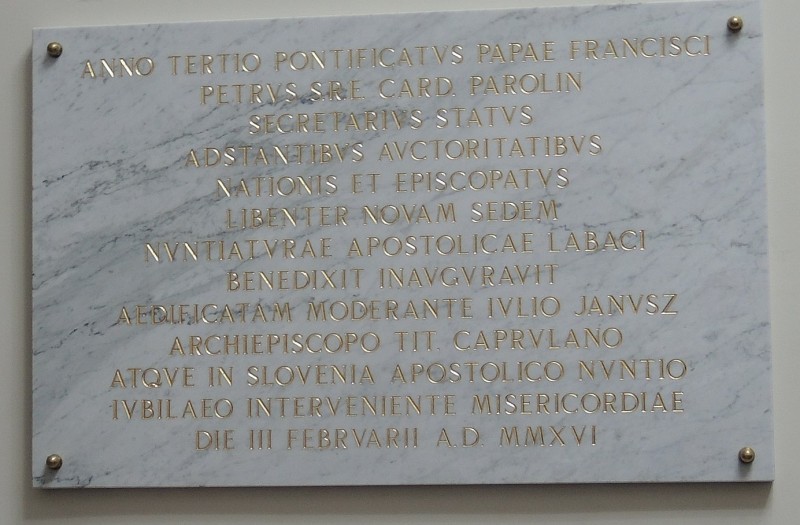 ANNO TERTIO PONTIFICATVS PAPAE FRANCISCI
PETRVS S.R.E CARD. PAROLIN
SECRETARIVS STATVS
ADSTANTIBVS AVCTORITATIBVS
NATIONIS ET EPISCOPATVS
LIBENTER NOVAM SEDEM
NVNTIATVRAE APOSTOLICAE LABACI
BENEDIXIT INAVGVRAVIT
AEDIFICATAM MODERANTE IVLIO JANVSZ
ARCHIEPISCOPO TIT. CAPRVLANO
ATQVE IN SLOVENIA APOSTOLICO NVNTIO
IVBILAEO INTERVENIENTE MISERICORDIAE
DIE III FEBRVARII A.D. MMXVI